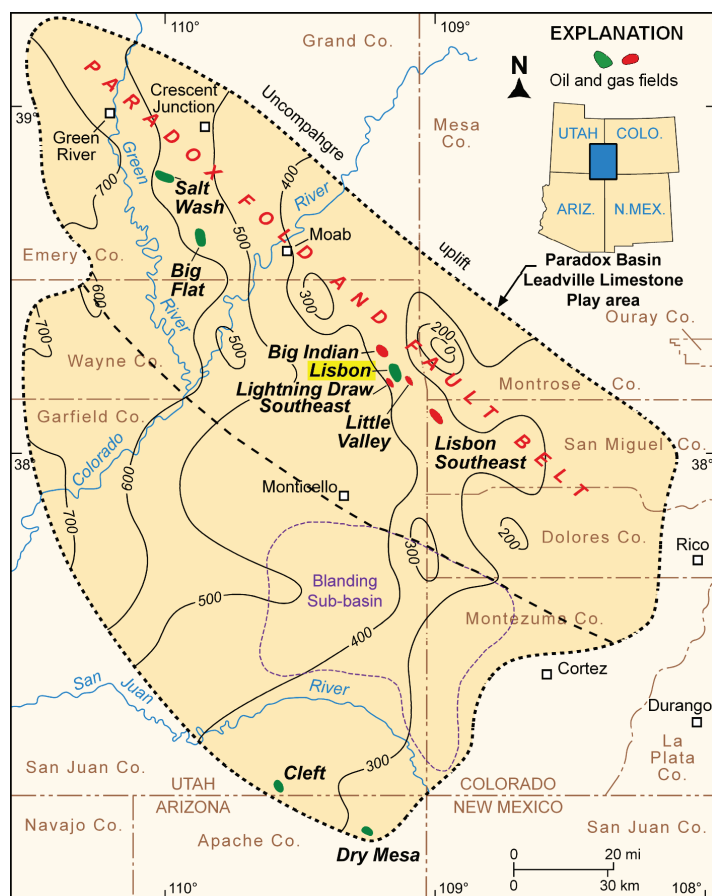 110°
109°
Grand Co.
EXPLANATION
Oil and gas fields
N
UTAH
COLO.
ARIZ.
N.MEX.
39°
Crescent
Junction
Green
River
PARADOX FOLD AND FAULT BELT
Uncompahgre
uplift
Mesa
Co.
Green
River
River
700
400
500
Salt
Wash
Moab
Big
Flat
Emery Co.
600
300
Paradox Basin
Leadville Limestone
Play area
Ouray Co.
700
500
200
0
Wayne Co.
Big Indian
Lisbon
Lightning Draw
Southeast
Little
Valley
Montrose Co.
Garfield Co.
Lisbon
Southeast
San Miguel Co.
38°
38°
Colorado
600
Monticello
700
300
200
Dolores Co.
Rico
Blanding
Sub-basin
500
400
Montezuma Co.
Cortez
San
Juan
River
Durango
La
Plata
Co.
300
San Juan Co.
Cleft
UTAH
ARIZONA
COLORADO
NEW MEXICO
Navajo Co.
Apache Co.
San Juan Co.
Dry Mesa
0
20 mi
0
30 km
110°
109°
108°